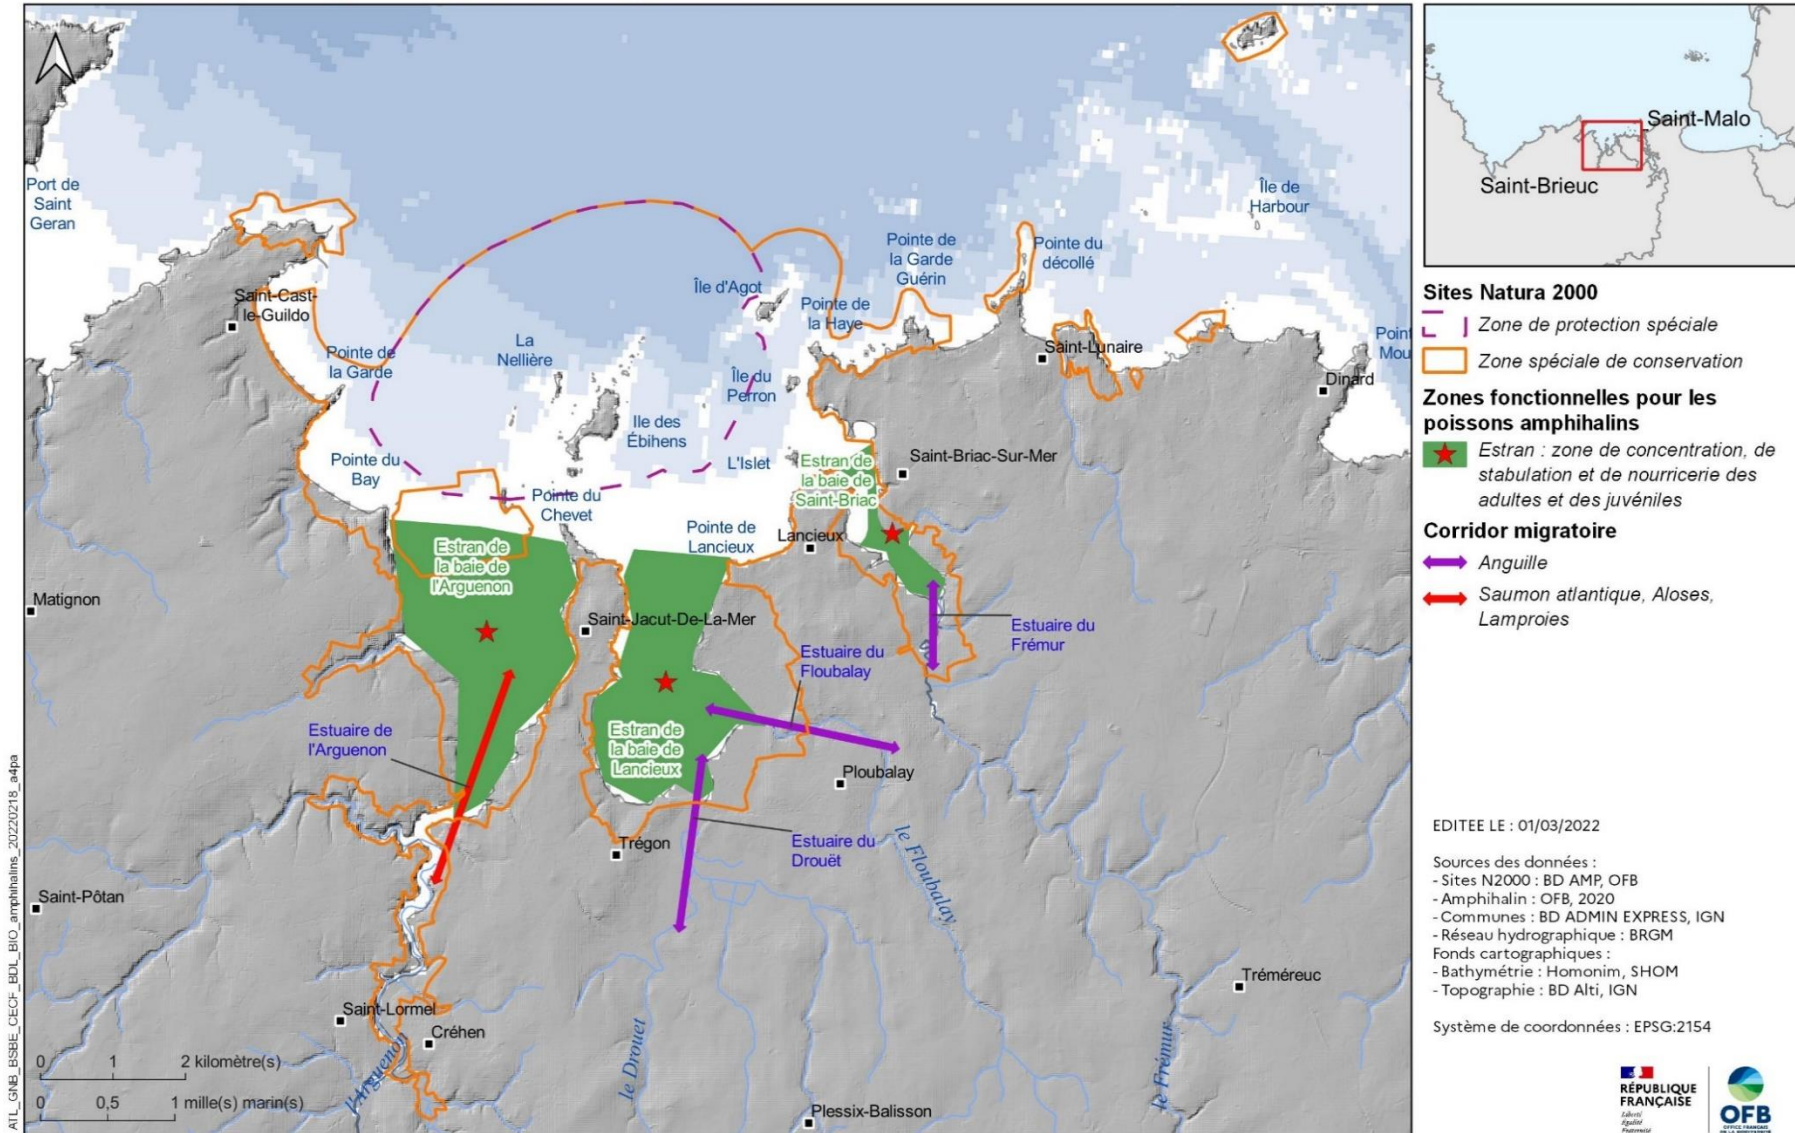 Port de
Saint
Geran
Saint-Cast-
le-Guildo
Pointe de
la Garde
La
Nellière
Île d'Agot
Pointe de
la Haye
Pointe de
la Garde
Guérin
Pointe du
décollé
Île de
Harbour
Saint-Lunaire
Dinard
Île du
Perron
Ile des
Ébihens
L'Islet
Pointe du
Bay
Pointe du
Chevet
Pointe de
Lancieux
Estran de
la baie de
Saint-Briac
Saint-Briac-Sur-Mer
Lancieux
Estran de
la baie de
l'Arguenon
Matignon
Saint-Jacut-De-La-Mer
Estuaire du
Frémur
Estuaire du
Floubalay
Estuaire de
l'Arguenon
Estran de
la baie de
Lancieux
Ploubalay
Trégon
Estuaire du
Drouët
le Floubalay
Saint-Pôtan
Saint-Lormel
Créhen
l'Arguenon
le Drouet
le Frémur
Tréméreuc
Plessix-Balisson
0 1 2 kilomètre(s)
0 0,5 1 mille(s) marin(s)
ATL_GNB_BSBE_CECF_BDL_BIO_amphihalins_20220218_a4pa
Saint-Malo
Saint-Brieuc
Sites Natura 2000
Zone de protection spéciale
Zone spéciale de conservation
Zones fonctionnelles pour les
poissons amphihalins
Estran : zone de concentration, de
stabulation et de nourricerie des
adultes et des juvéniles
Corridor migratoire
Anguille
Saumon atlantique, Aloses,
Lamproies
EDITEE LE : 01/03/2022
Sources des données :
- Sites N2000 : BD AMP, OFB
- Amphihalin : OFB, 2020
- Communes : BD ADMIN EXPRESS, IGN
- Réseau hydrographique : BRGM
Fonds cartographiques :
- Bathymétrie : Homonim, SHOM
- Topographie : BD Alti, IGN
Système de coordonnées : EPSG:2154
RÉPUBLIQUE
FRANÇAISE
Liberté
Égalité
Fraternité
OFB